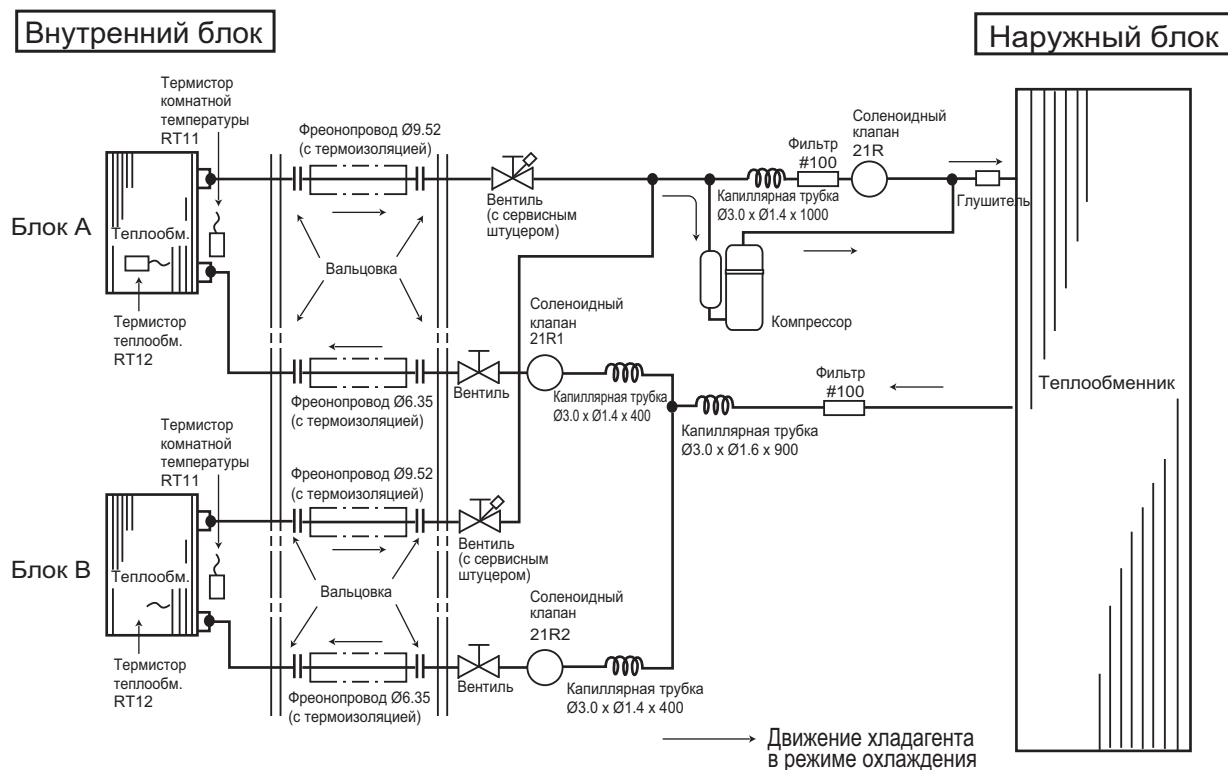 Внутренний блок
Наружный блок
Термистор
комнатной
температуры
RT11
Фреонопровод Ø9.52
(с термоизоляцией)
Соленоидный
клапан
21R
Фильтр
#100
Вентиль
(с сервисным
штуцером)
Капиллярная трубка
Ø3.0 x Ø1.4 x 1000
Глушитель
Блок А
Теплообм.
Вальцовка
Компрессор
Термистор
теплообм.
RT12
Соленоидный
клапан
21R1
Фреонопровод Ø6.35
(с термоизоляцией)
Вентиль
Капиллярная трубка
Ø3.0 x Ø1.4 x 400
Фильтр
#100
Теплообменник
Капиллярная трубка
Ø3.0 x Ø1.6 x 900
Термистор
комнатной
температуры
RT11
Фреонопровод Ø9.52
(с термоизоляцией)
Вентиль
(с сервисным
штуцером)
Блок В
Теплообм.
Вальцовка
Соленоидный
клапан
21R2
Термистор
теплообм.
RT12
Фреонопровод Ø6.35
(с термоизоляцией)
Вентиль
Капиллярная трубка
Ø3.0 x Ø1.4 x 400
Движение хладагента
в режиме охлаждения